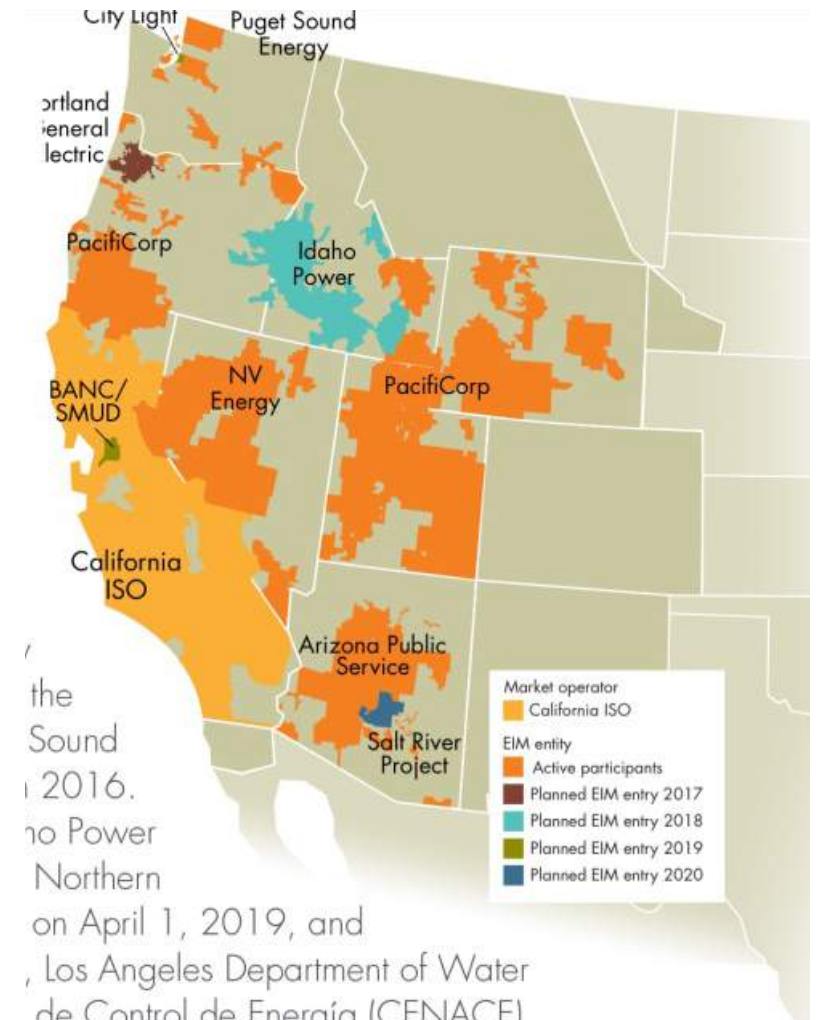 City Light
Puget Sound
Energy
ortland
General
lectric
PacifiCorp
Idaho
Power
NV
Energy
PacifiCorp
BANC/
SMUD
California
ISO
Arizona Public
Service
Salt River
Project
Market operator
California ISO
EIM entity
Active participants
Planned EIM entry 2017
Planned EIM entry 2018
Planned EIM entry 2019
Planned EIM entry 2020
the
Sound
2016.
Power
Northern
on April 1, 2019, and
, Los Angeles Department of Water
de Control de Energía (CENACE)